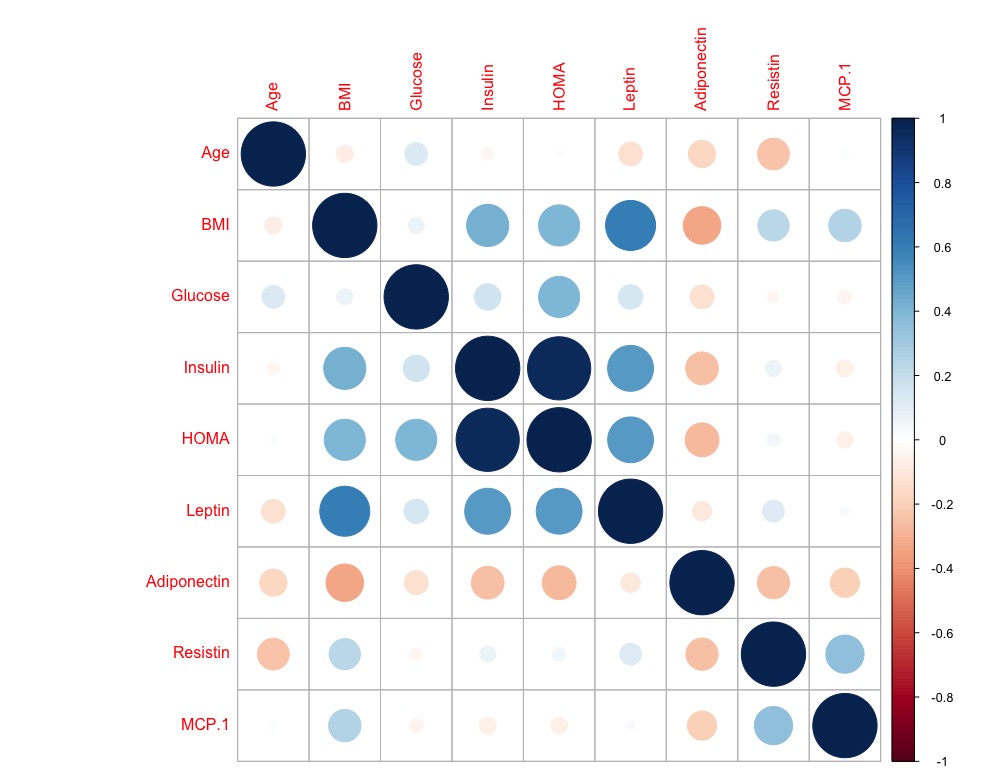 Age
BMI
Glucose
Insulin
HOMA
Leptin
Adiponectin
Resistin
MCP.1
Age
BMI
Glucose
Insulin
HOMA
Leptin
Adiponectin
Resistin
MCP.1
1
0.8
0.6
0.4
0.2
0
-0.2
-0.4
-0.6
-0.8
-1